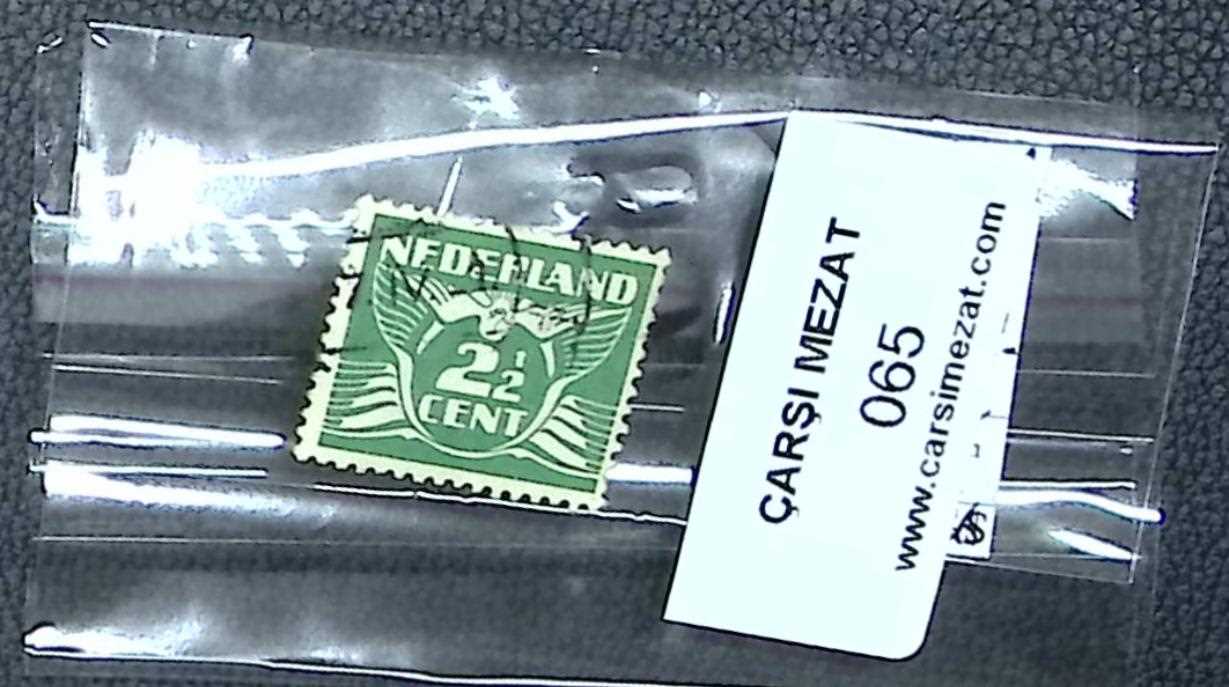 NEDERLAND
2½
CENT
ÇARŞI MEZAT
065
www.carsimezat.com